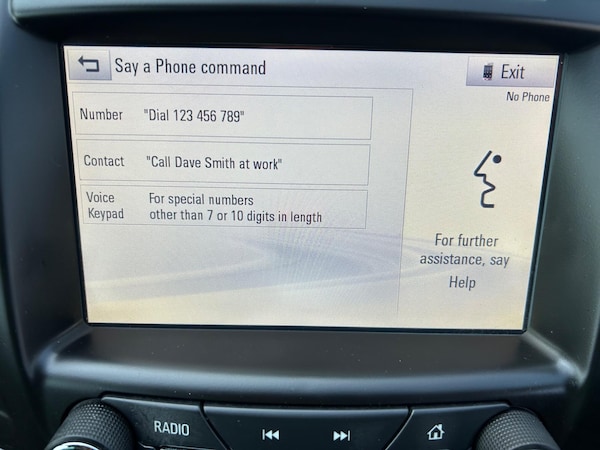 Say a Phone command
Exit
No Phone
Number "Dial 123 456 789"
Contact "Call Dave Smith at work"
Voice Keypad For special numbers
other than 7 or 10 digits in length
For further
assistance, say
Help
RADIO